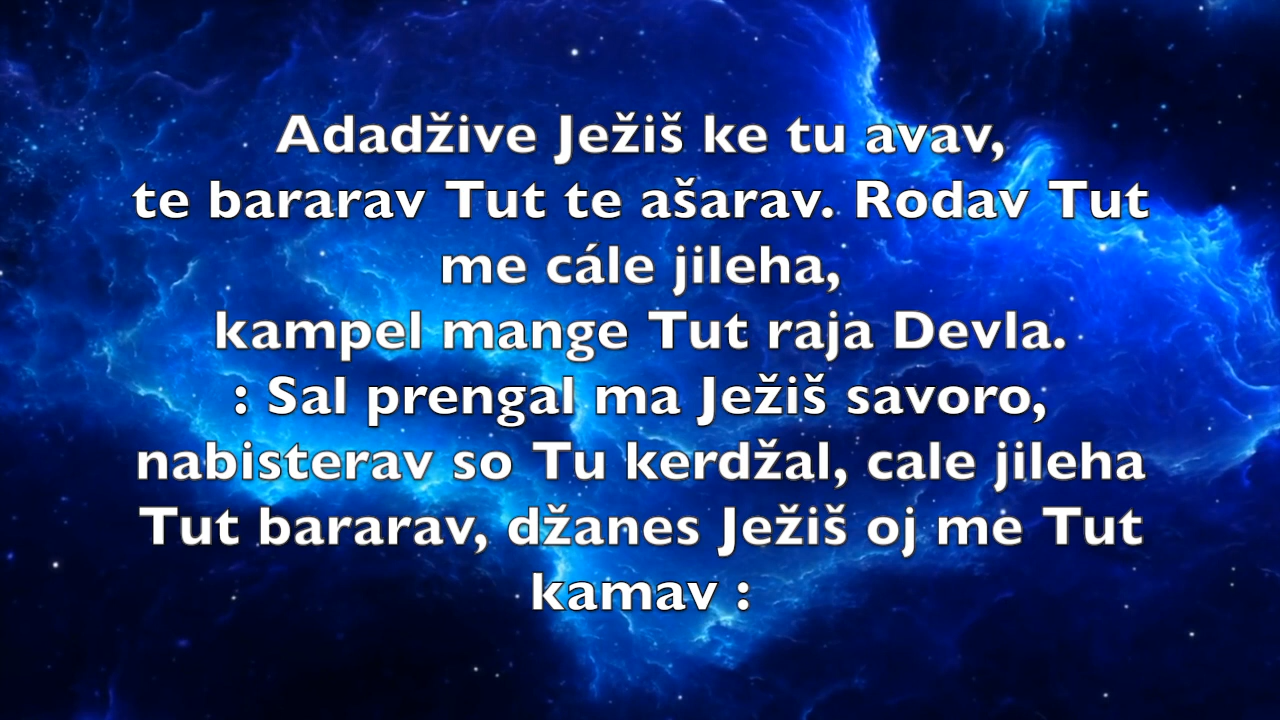 Adadžive Ježiš ke tu avav,
te bararav Tut te ašarav. Rodav Tut
me cále jileha,
kampel mange Tut raja Devla.
: Sal prengal ma Ježiš savoro,
nabisterav so Tu kerdžal, cale jileha
Tut bararav, džanes Ježiš oj me Tut
kamav :